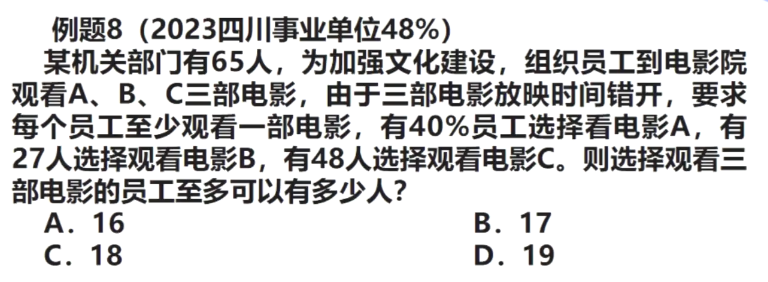 例题8（2023四川事业单位48%）
某机关部门有65人，为加强文化建设，组织员工到电影院
观看A、B、C三部电影，由于三部电影放映时间错开，要求
每个员工至少观看一部电影，有40%员工选择看电影A，有
27人选择观看电影B，有48人选择观看电影C。则选择观看三
部电影的员工至多可以有多少人？
A．16 B．17
C．18 D．19